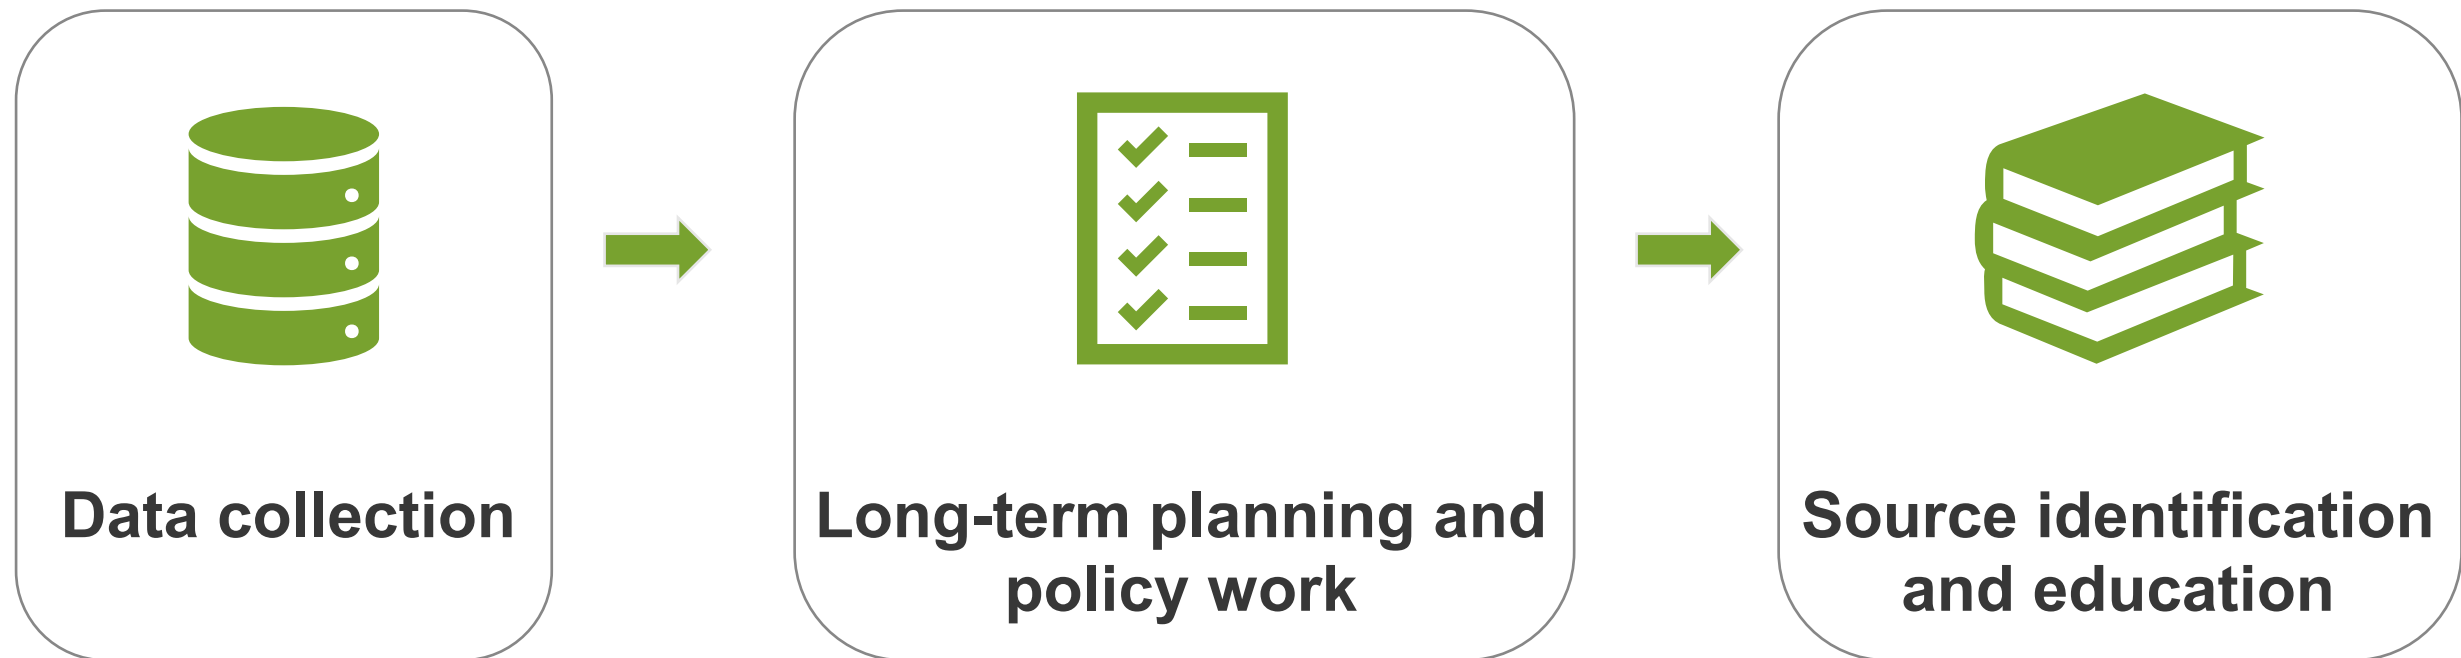 Data collection
Long-term planning and
policy work
Source identification
and education